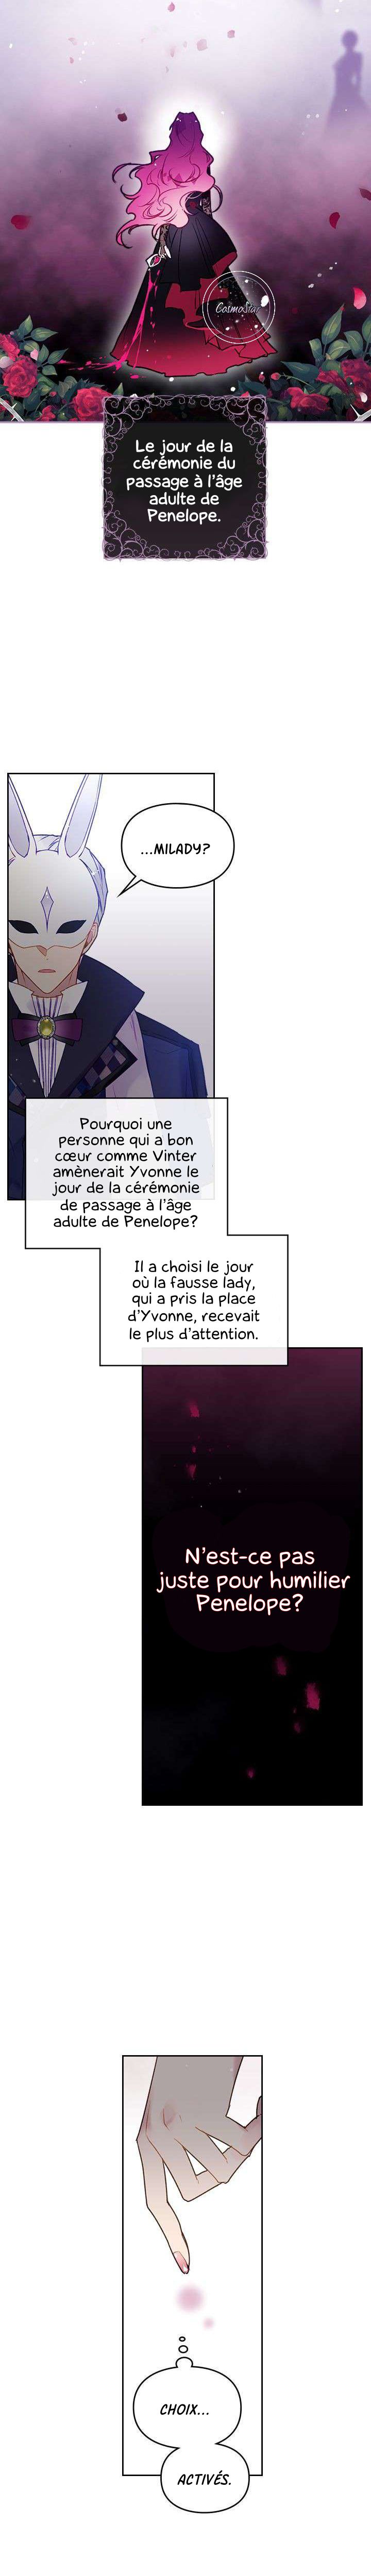 CosmoStar
Le jour de la
cérémonie du
passage à l'âge
adulte de
Penelope.
...MILADY?
Pourquoi une
personne qui a bon
cœur comme Vinter
amènerait Yvonne le
jour de la cérémonie
de passage à l'âge
adulte de Penelope?
Il a choisi le jour
où la fausse lady,
qui a pris la place
d'Yvonne, recevait
le plus d'attention.
N'est-ce pas
juste pour humilier
Penelope?
CHOIX...
ACTIVÉS.